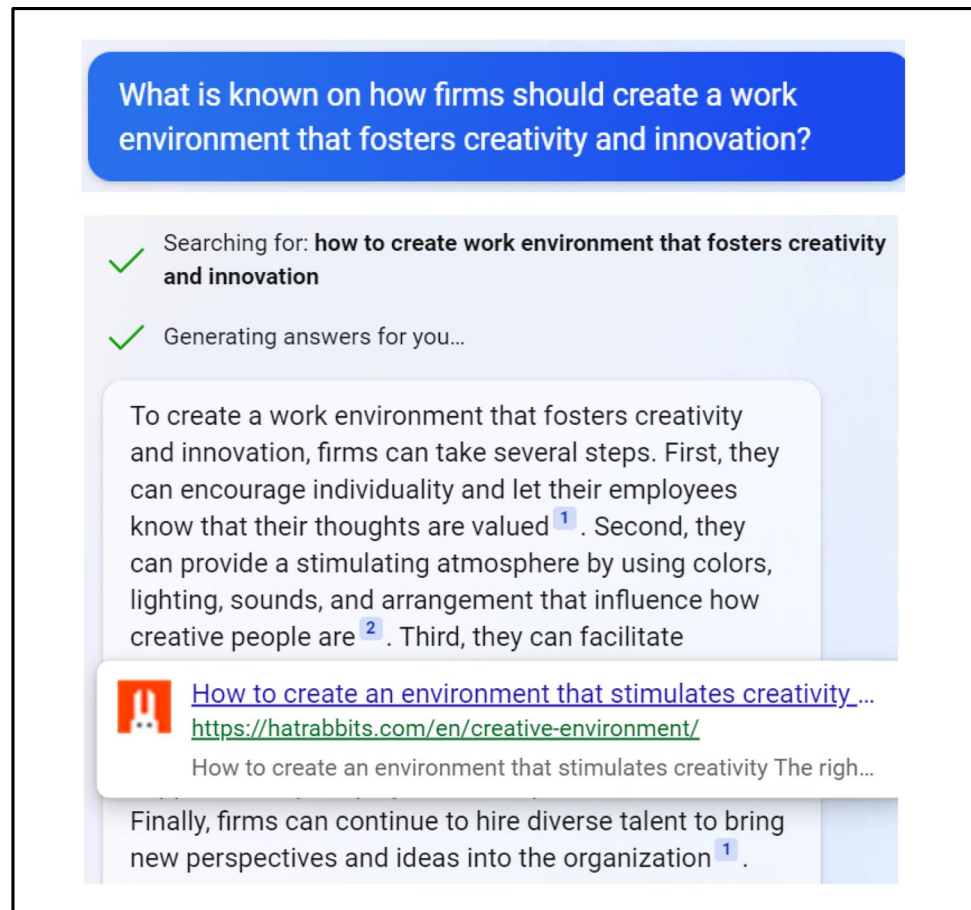 What is known on how firms should create a work
environment that fosters creativity and innovation?
Searching for: how to create work environment that fosters creativity
and innovation
Generating answers for you...
To create a work environment that fosters creativity
and innovation, firms can take several steps. First, they
can encourage individuality and let their employees
know that their thoughts are valued 1 . Second, they
can provide a stimulating atmosphere by using colors,
lighting, sounds, and arrangement that influence how
creative people are 2 . Third, they can facilitate
How to create an environment that stimulates creativity ...
https://hatrabbits.com/en/creative-environment/
How to create an environment that stimulates creativity The righ...
Finally, firms can continue to hire diverse talent to bring
new perspectives and ideas into the organization 1 .